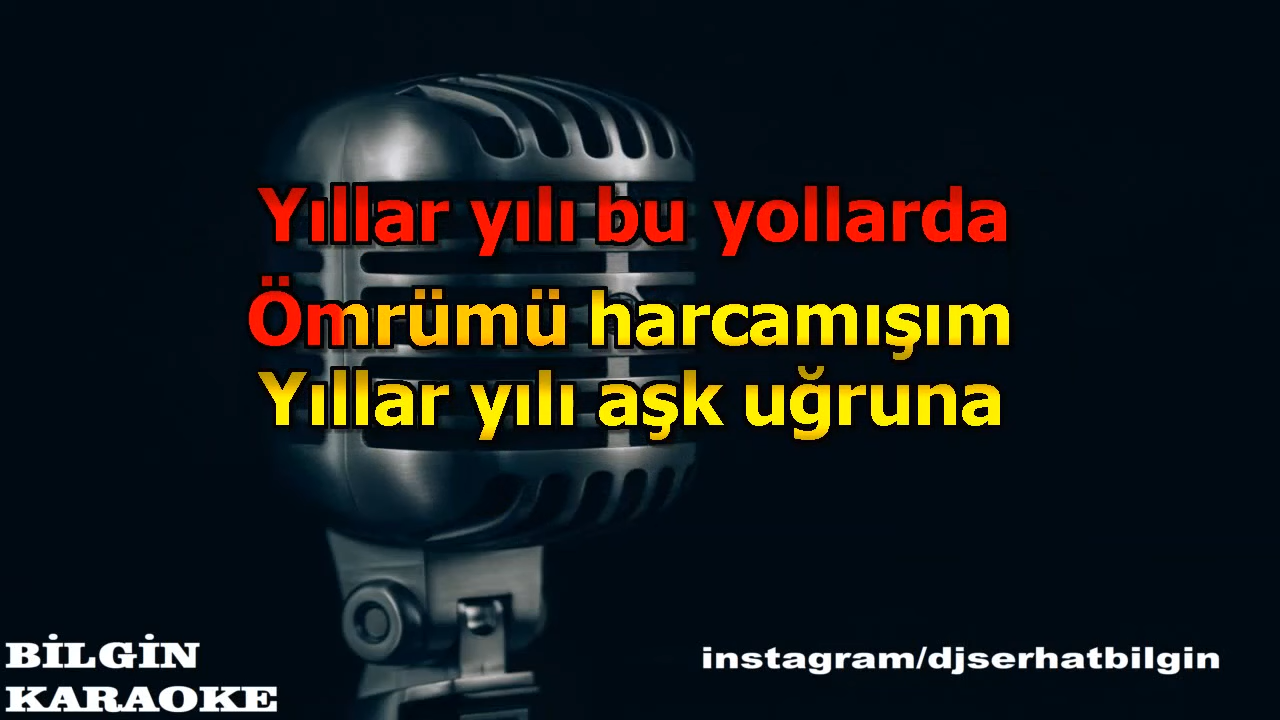 Yıllar yılı bu yollarda
Ömrümü harcamışım
Yıllar yılı aşk uğruna
BİLGİN
KARAOKE
instagram/djserhatbilgin